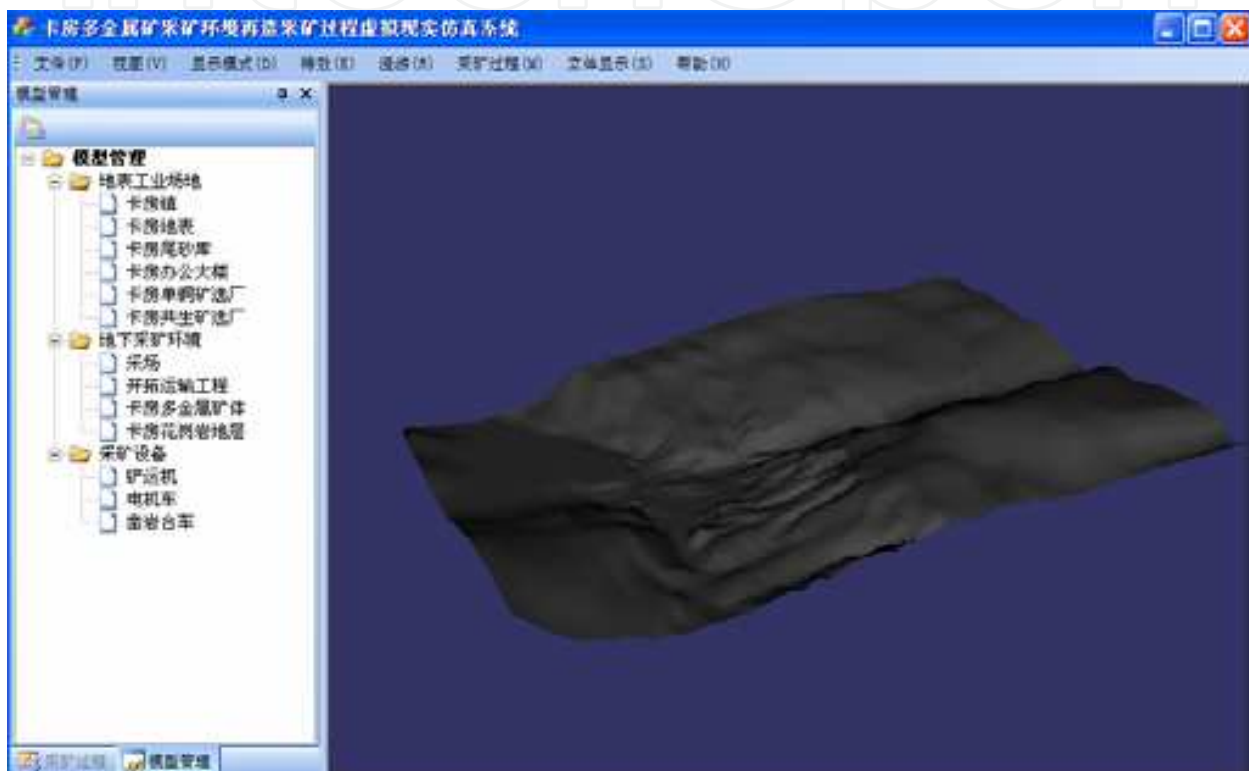 卡房多金属矿采矿环境再造采矿过程虚拟现实仿真系统
文件(F) 视图(V) 显示模式(D) 特效(E) 漫游(R) 采矿过程(M) 立体显示(S) 帮助(H)
模型管理
模型管理
地表工业场地
卡房镇
卡房地表
卡房尾砂库
卡房办公大楼
卡房单铜矿选厂
卡房共生矿选厂
地下采矿环境
采场
开拓运输工程
卡房多金属矿体
卡房花岗岩地层
采矿设备
铲运机
电机车
凿岩台车
采矿过程 模型管理